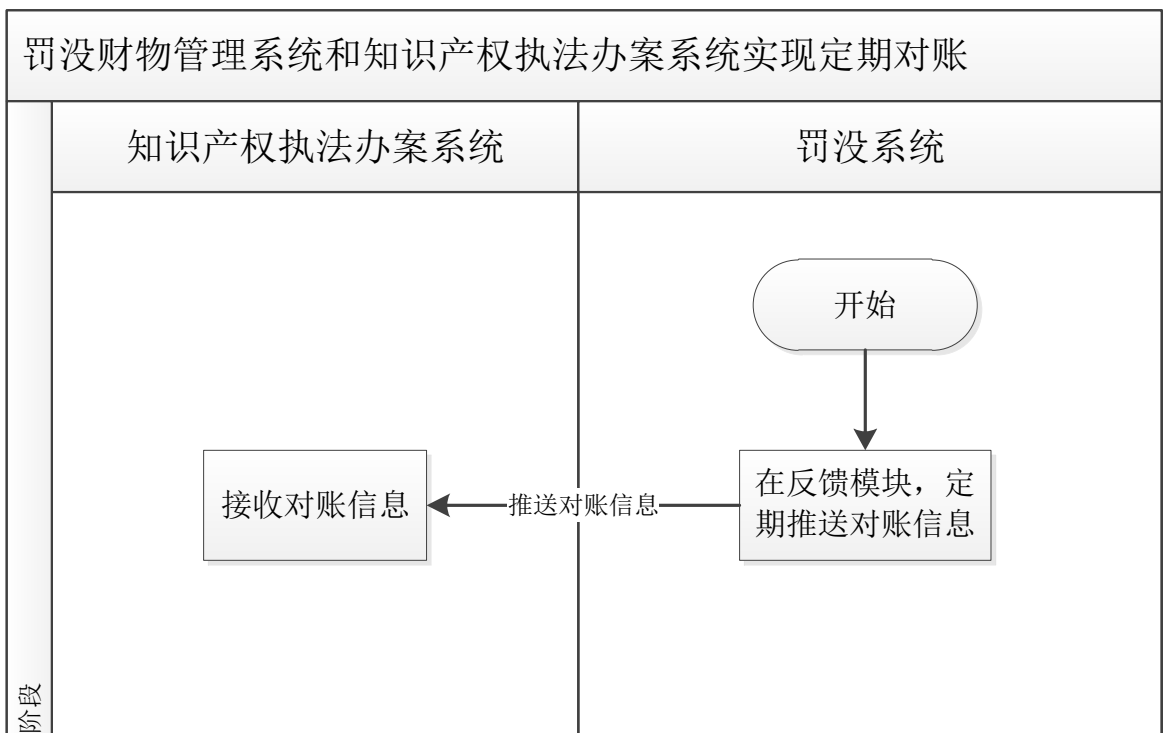 罚没财物管理系统和知识产权执法办案系统实现定期对账
知识产权执法办案系统
罚没系统
开始
接收对账信息
推送对账信息
在反馈模块，定
期推送对账信息
阶段